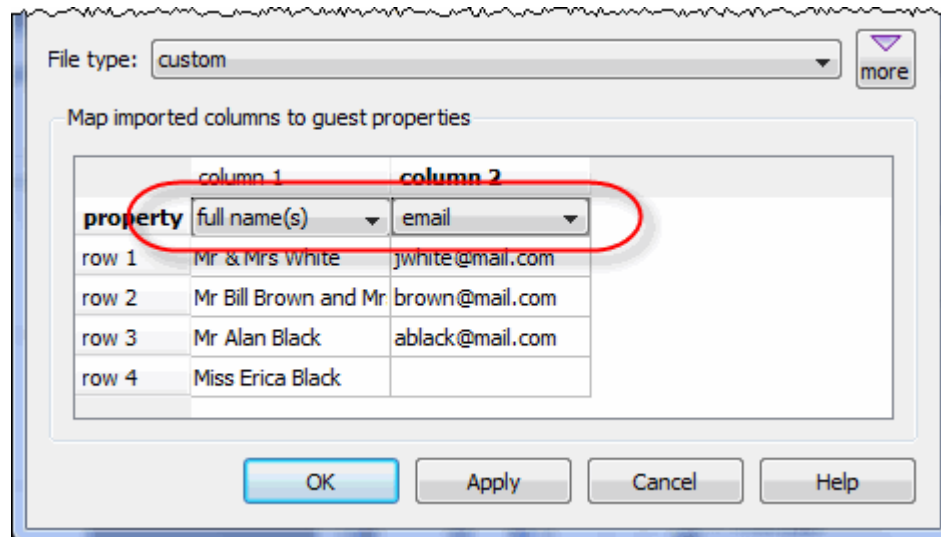 File type: custom
more
Map imported columns to guest properties
column 1 column 2
property full name(s) email
row 1 Mr & Mrs White jwhite@mail.com
row 2 Mr Bill Brown and Mr brown@mail.com
row 3 Mr Alan Black ablack@mail.com
row 4 Miss Erica Black
OK Apply Cancel Help